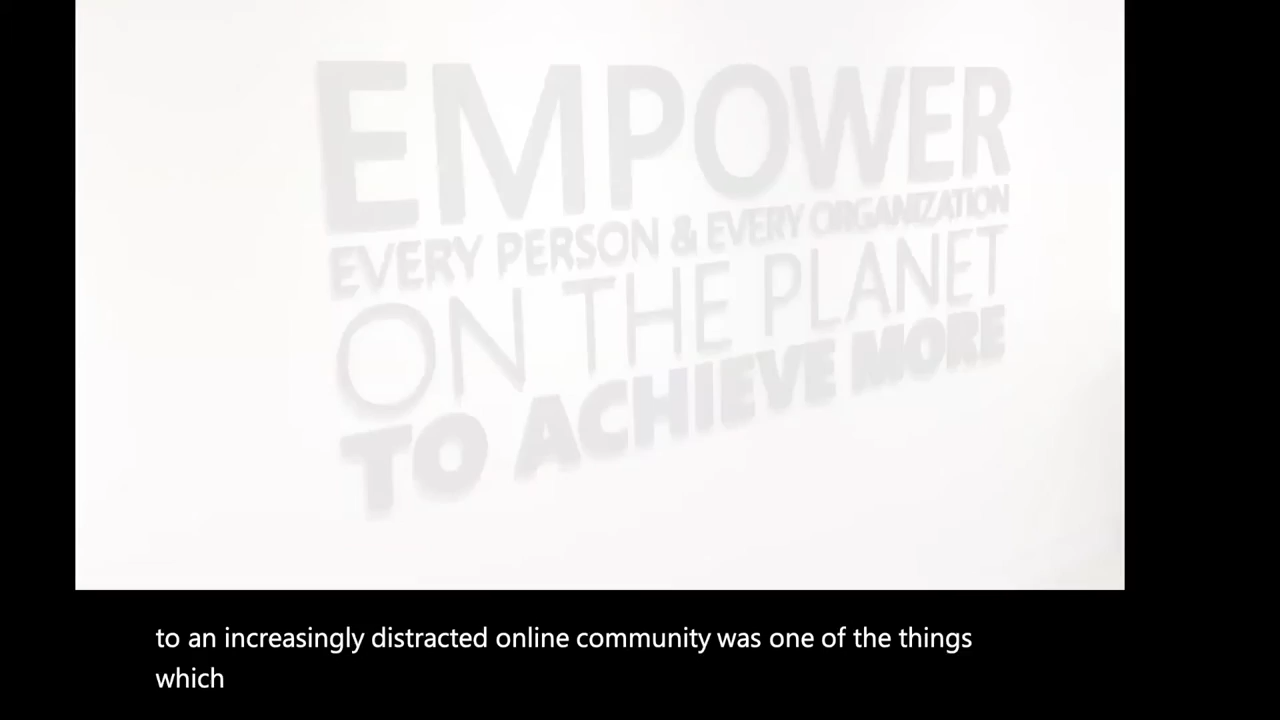 EMPOWER
EVERY PERSON & EVERY ORGANIZATION
ON THE PLANET
TO ACHIEVE MORE
to an increasingly distracted online community was one of the things
which